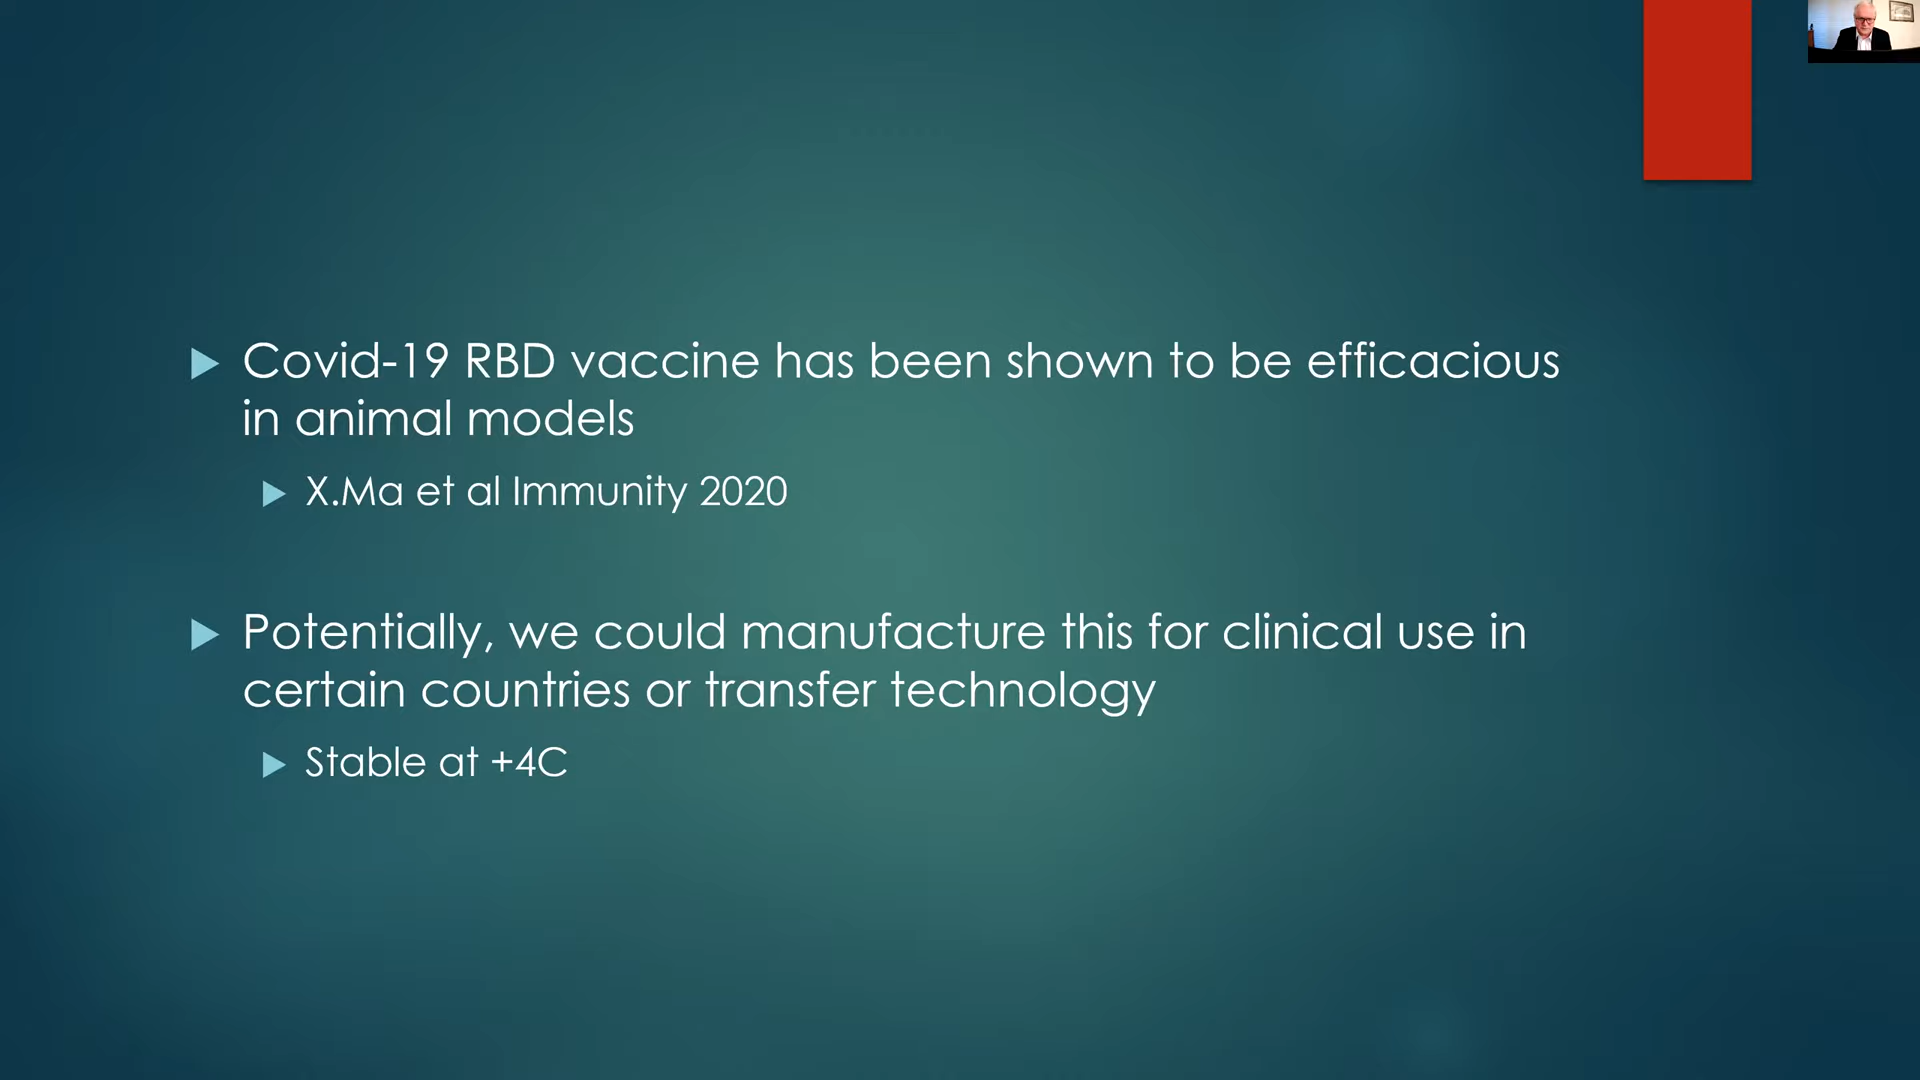 Covid-19 RBD vaccine has been shown to be efficacious
in animal models
X.Ma et al Immunity 2020
Potentially, we could manufacture this for clinical use in
certain countries or transfer technology
Stable at +4C